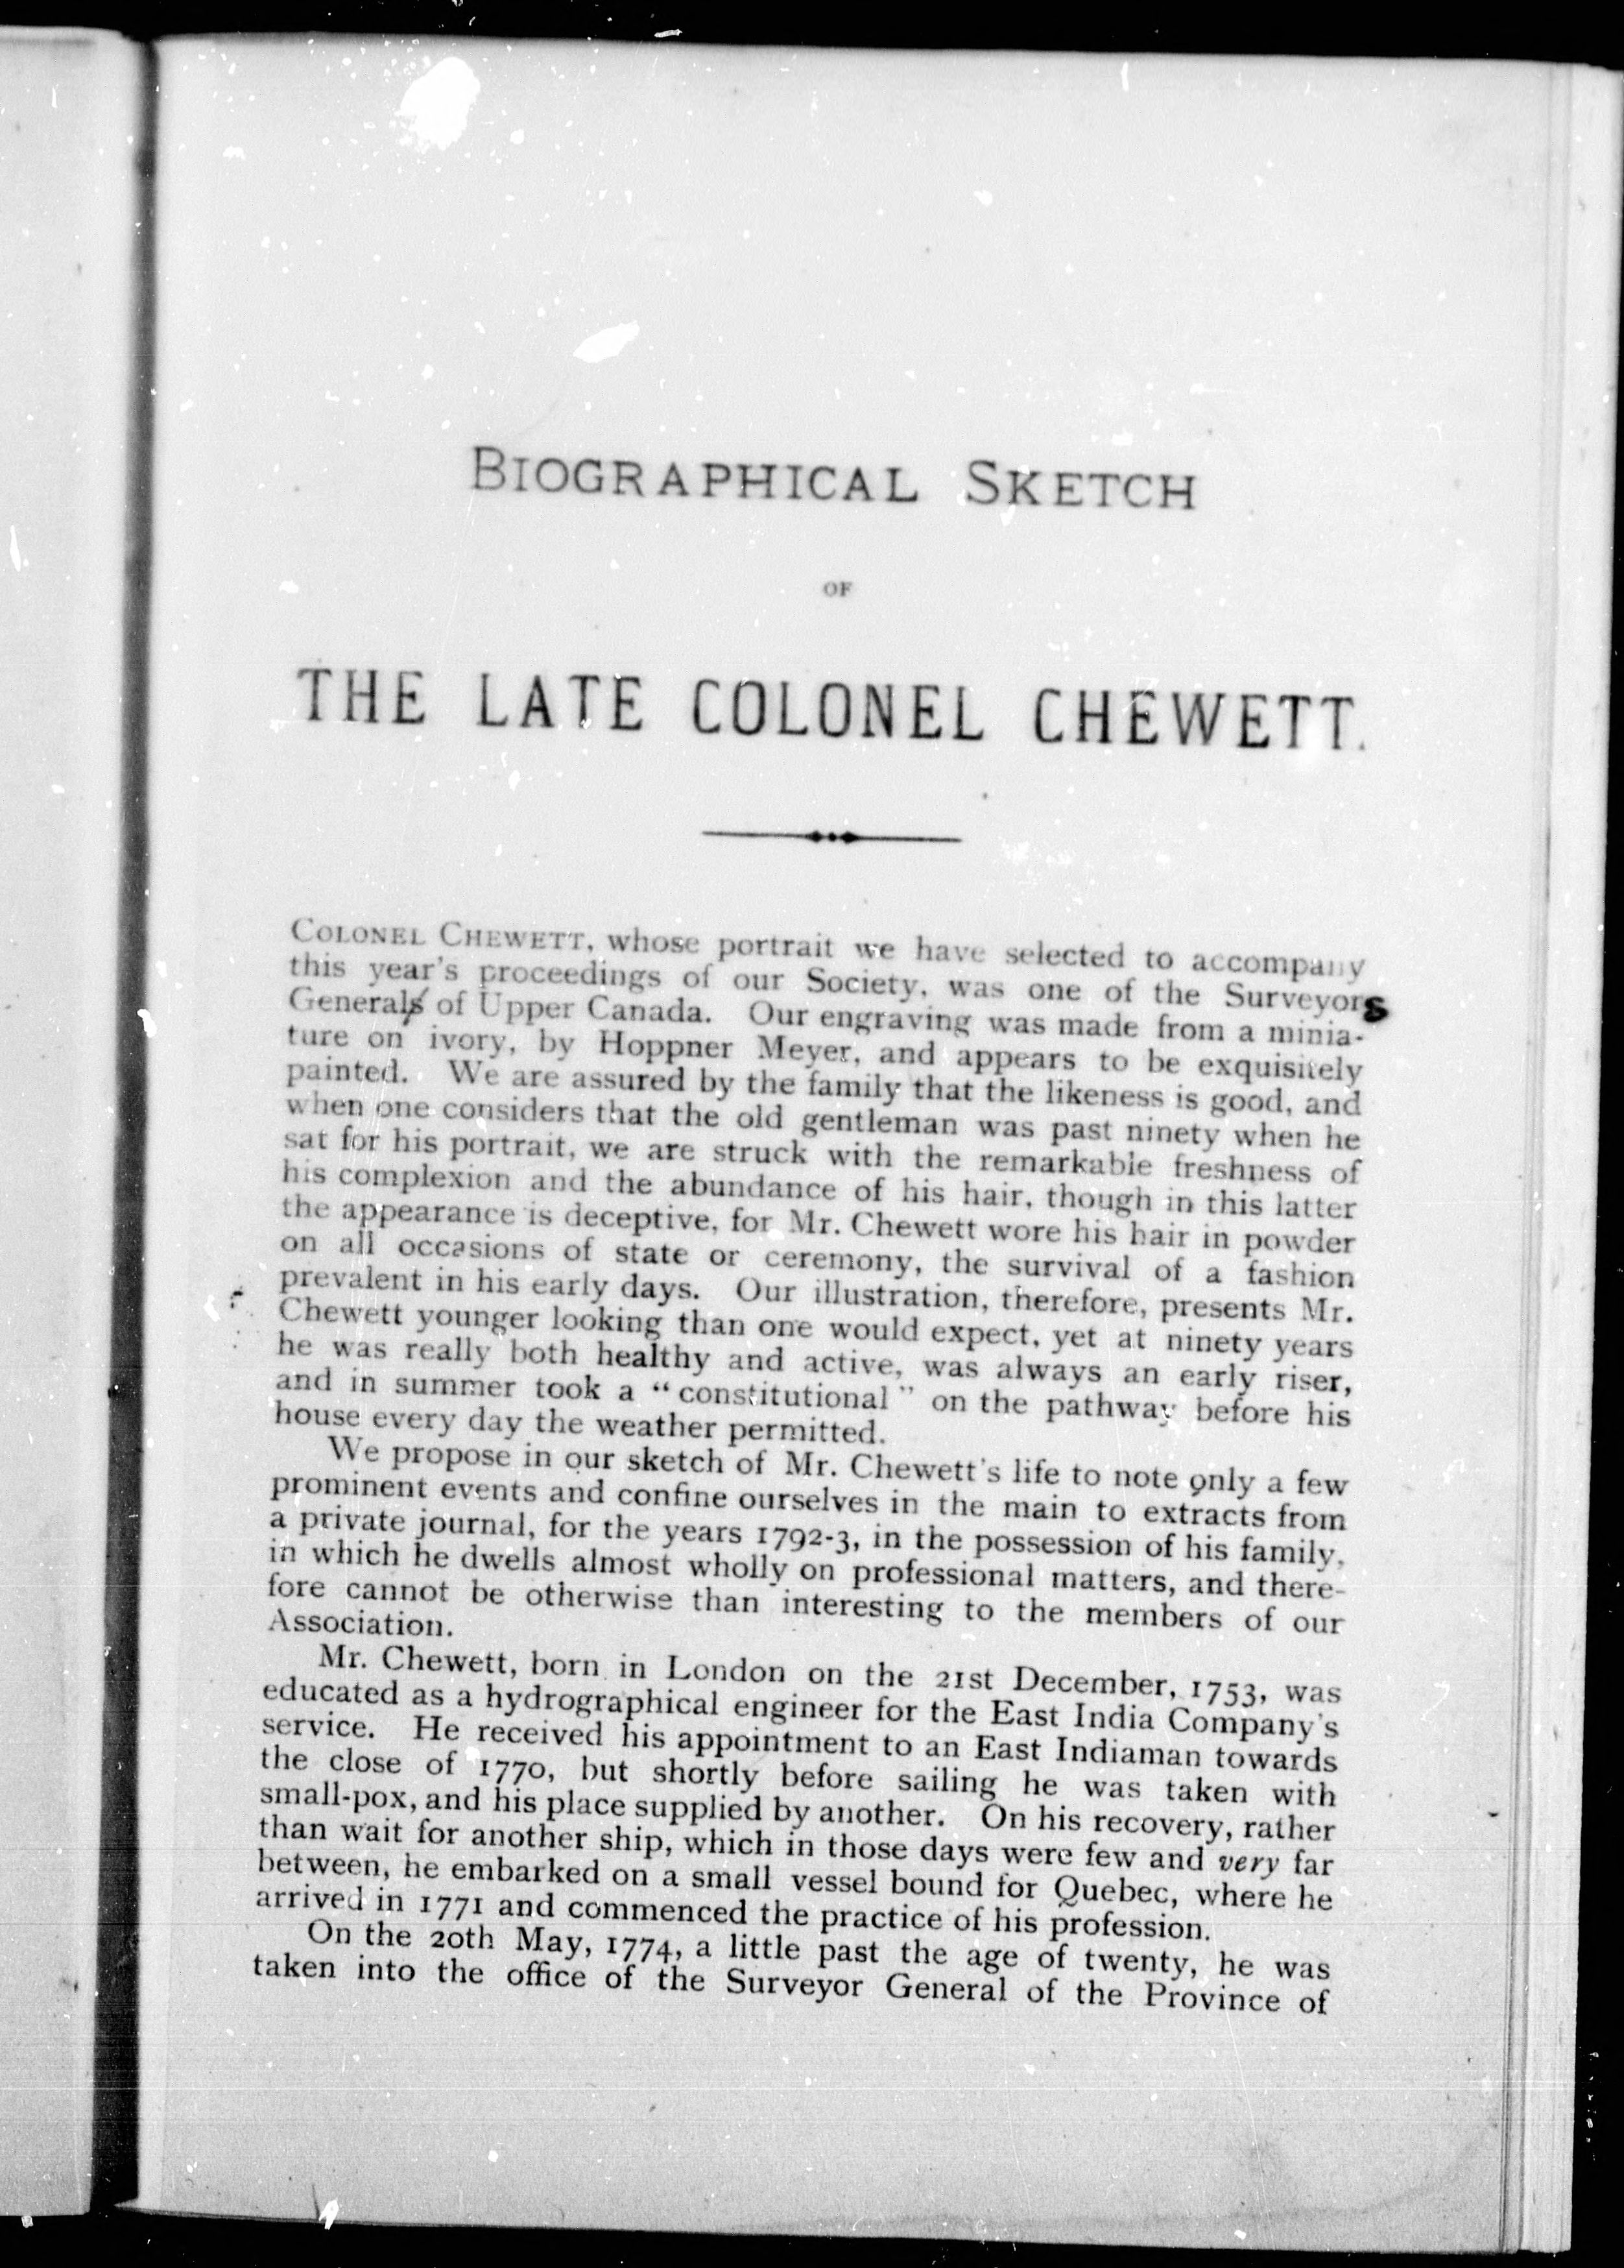 BIOGRAPHICAL SKETCH
OF
THE LATE COLONEL CHEWETT.
COLONEL CHEWETT, whose portrait we have selected to accompany
this year's proceedings of our Society, was one of the Surveyors
Generals of Upper Canada. Our engraving was made from a minia-
ture on ivory, by Hoppner Meyer, and appears to be exquisitely
painted. We are assured by the family that the likeness is good, and
when one considers that the old gentleman was past ninety when he
sat for his portrait, we are struck with the remarkable freshness of
his complexion and the abundance of his hair, though in this latter
the appearance is deceptive, for Mr. Chewett wore his hair in powder
on all occasions of state or ceremony, the survival of a fashion
prevalent in his early days. Our illustration, therefore, presents Mr.
Chewett younger looking than one would expect, yet at ninety years
he was really both healthy and active, was always an early riser,
and in summer took a “constitutional” on the pathway before his
house every day the weather permitted.
We propose in our sketch of Mr. Chewett's life to note only a few
prominent events and confine ourselves in the main to extracts from
a private journal, for the years 1792-3, in the possession of his family,
in which he dwells almost wholly on professional matters, and there-
fore cannot be otherwise than interesting to the members of our
Association.
Mr. Chewett, born in London on the 21st December, 1753, was
educated as a hydrographical engineer for the East India Company's
service. He received his appointment to an East Indiaman towards
the close of 1770, but shortly before sailing he was taken with
small-pox, and his place supplied by another. On his recovery, rather
than wait for another ship, which in those days were few and very far
between, he embarked on a small vessel bound for Quebec, where he
arrived in 1771 and commenced the practice of his profession.
On the 20th May, 1774, a little past the age of twenty, he was
taken into the office of the Surveyor General of the Province of